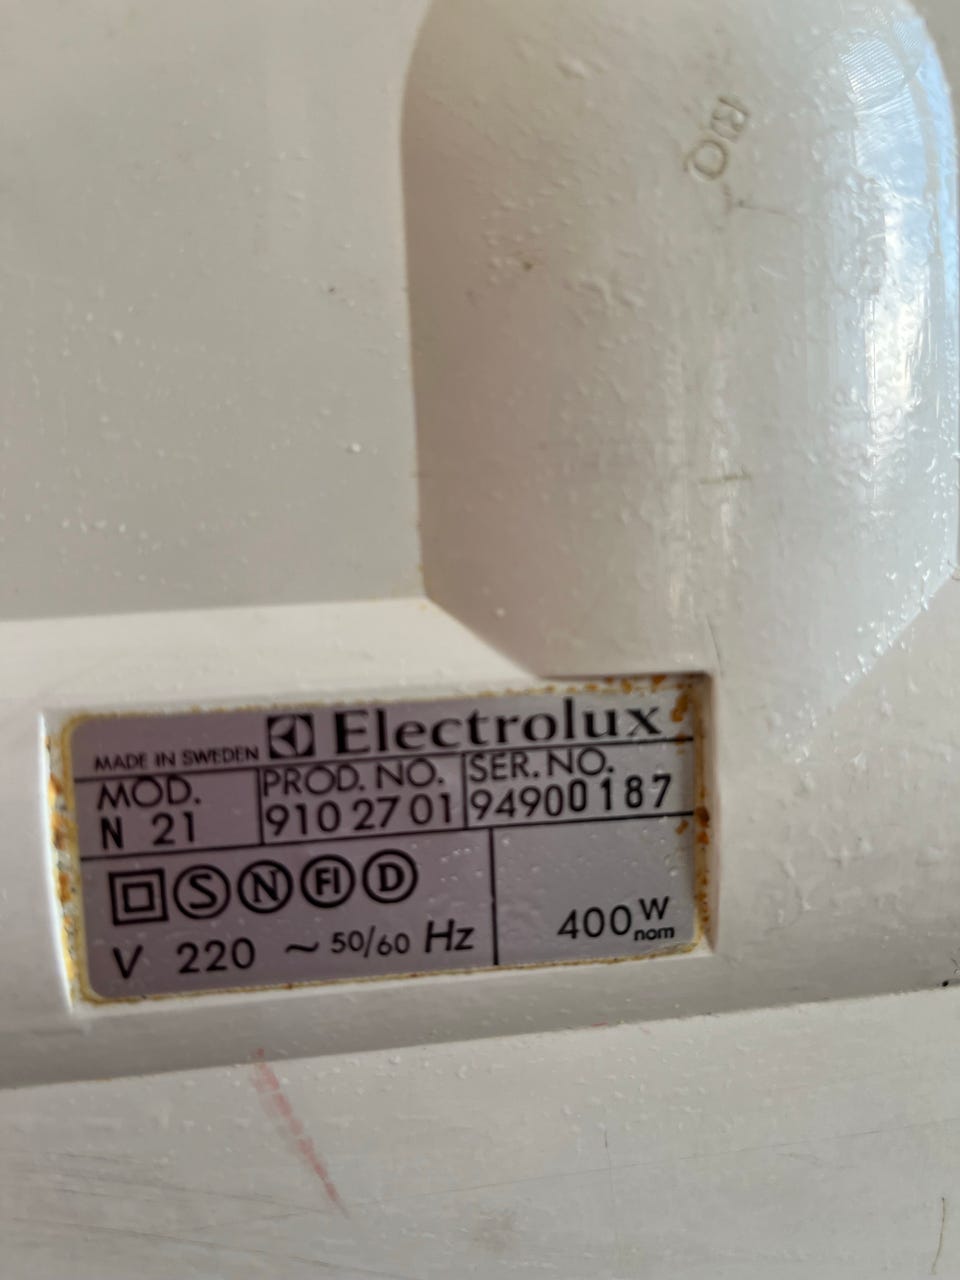 RQ
Electrolux
MADE IN SWEDEN
MOD. PROD. NO. SER. NO.
N 21 910 27 01 94900187
S N FI D
V 220 ~ 50/60 Hz 400 W nom